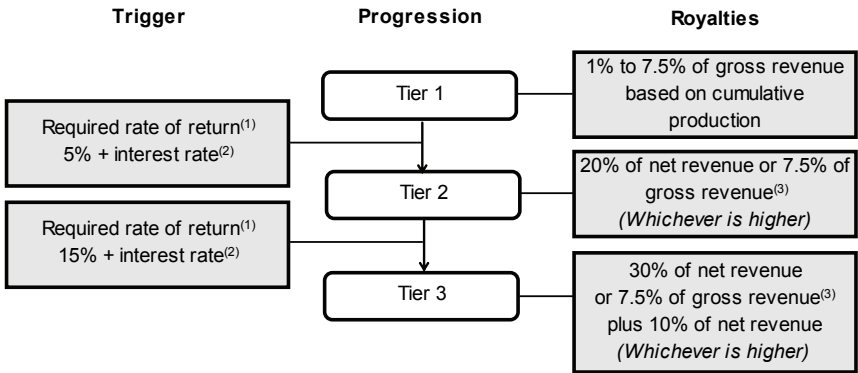 Trigger
Progression
Royalties
Tier 1
1% to 7.5% of gross revenue
based on cumulative
production
Required rate of return(1)
5% + interest rate(2)
Tier 2
20% of net revenue or 7.5% of
gross revenue(3)
(Whichever is higher)
Required rate of return(1)
15% + interest rate(2)
Tier 3
30% of net revenue
or 7.5% of gross revenue(3)
plus 10% of net revenue
(Whichever is higher)